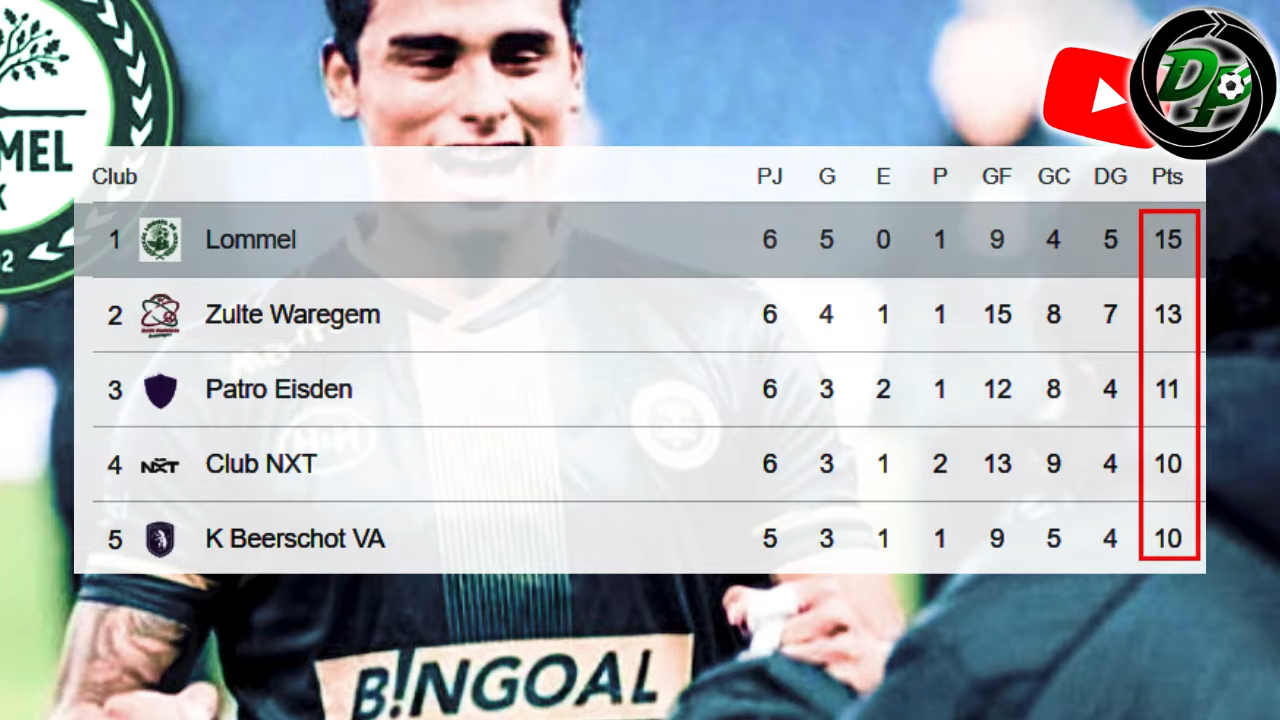 MEL
K
02
DP
Club PJ G E P GF GC DG Pts
1 Lommel 6 5 0 1 9 4 5 15
2 Zulte Waregem 6 4 1 1 15 8 7 13
3 Patro Eisden 6 3 2 1 12 8 4 11
4 NXT Club NXT 6 3 1 2 13 9 4 10
5 K Beerschot VA 5 3 1 1 9 5 4 10
B!NGOAL